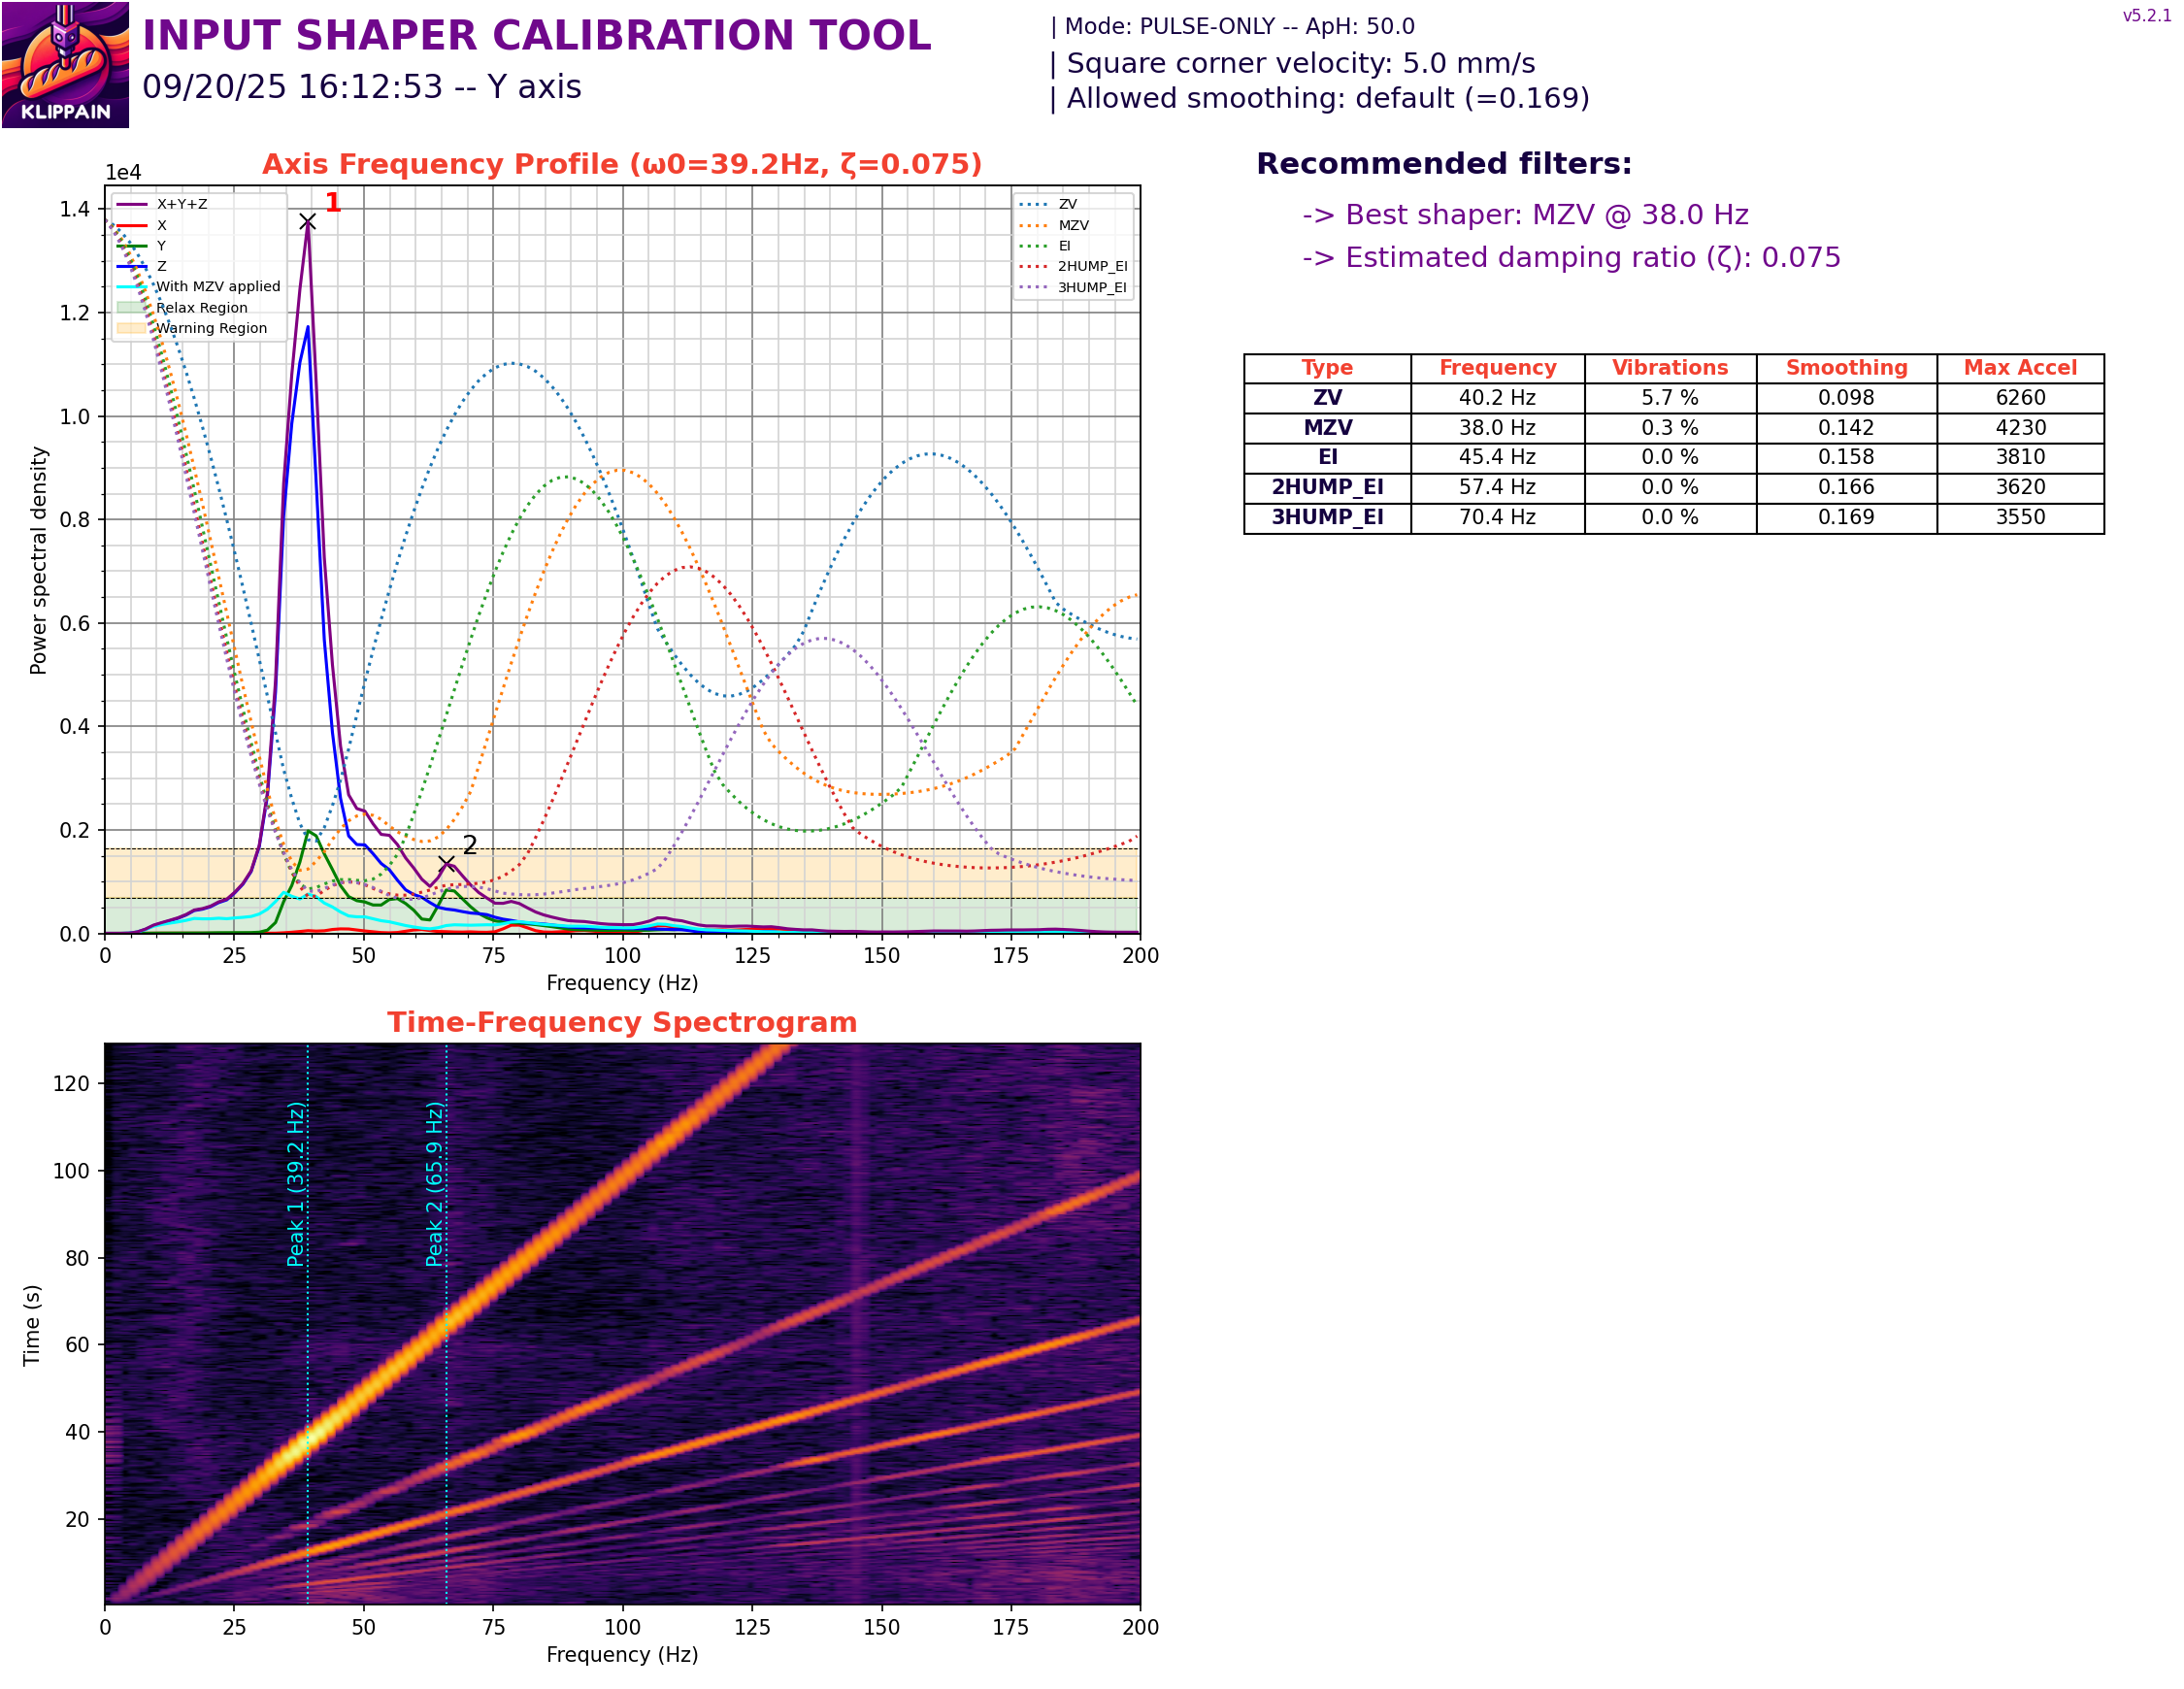 KLIPPAIN
INPUT SHAPER CALIBRATION TOOL
09/20/25 16:12:53 -- Y axis
| Mode: PULSE-ONLY -- ApH: 50.0
| Square corner velocity: 5.0 mm/s
| Allowed smoothing: default (=0.169)
v5.2.1
Axis Frequency Profile (ω0=39.2Hz, ζ=0.075)
1e4
X+Y+Z
X
Y
Z
With MZV applied
Relax Region
Warning Region
ZV
MZV
EI
2HUMP_EI
3HUMP_EI
1
2
1.4
1.2
1.0
0.8
0.6
0.4
0.2
0.0
Power spectral density
0 25 50 75 100 125 150 175 200
Frequency (Hz)
Recommended filters:
-> Best shaper: MZV @ 38.0 Hz
-> Estimated damping ratio (ζ): 0.075
Type Frequency Vibrations Smoothing Max Accel
ZV 40.2 Hz 5.7 % 0.098 6260
MZV 38.0 Hz 0.3 % 0.142 4230
EI 45.4 Hz 0.0 % 0.158 3810
2HUMP_EI 57.4 Hz 0.0 % 0.166 3620
3HUMP_EI 70.4 Hz 0.0 % 0.169 3550
Time-Frequency Spectrogram
Peak 1 (39.2 Hz)
Peak 2 (65.9 Hz)
120
100
80
60
40
20
Time (s)
0 25 50 75 100 125 150 175 200
Frequency (Hz)